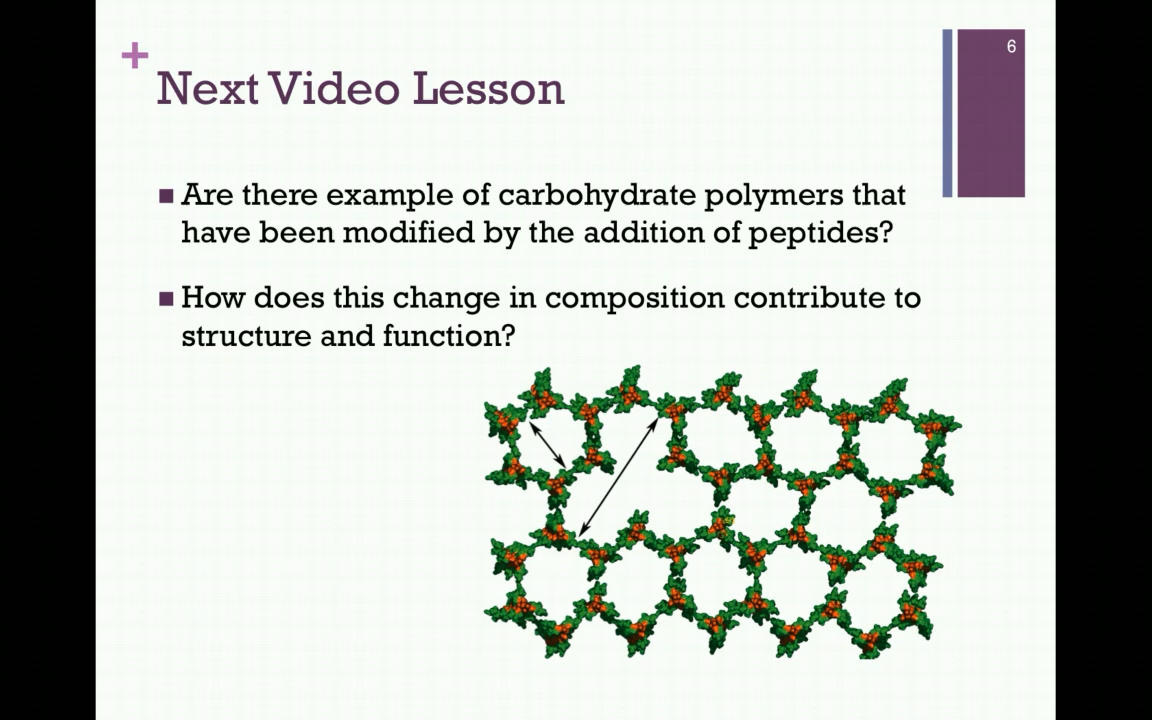 6
+
Next Video Lesson
■ Are there example of carbohydrate polymers that
have been modified by the addition of peptides?
■ How does this change in composition contribute to
structure and function?